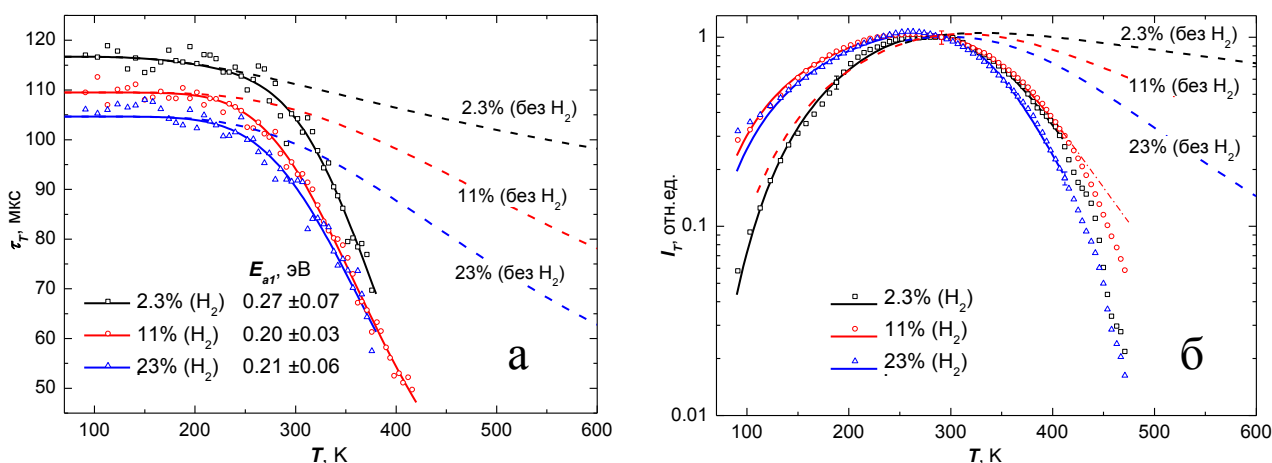 120
110
100
90
80
70
60
50
τ_T, мкс
2.3% (без H₂)
11% (без H₂)
23% (без H₂)
E_a1, эВ
2.3% (H₂) 0.27 ±0.07
11% (H₂) 0.20 ±0.03
23% (H₂) 0.21 ±0.06
а
100 200 300 400 500 600
T, K
1
0.1
0.01
I_T, отн.ед.
2.3% (без H₂)
11% (без H₂)
23% (без H₂)
2.3% (H₂)
11% (H₂)
23% (H₂)
б
100 200 300 400 500 600
T, K